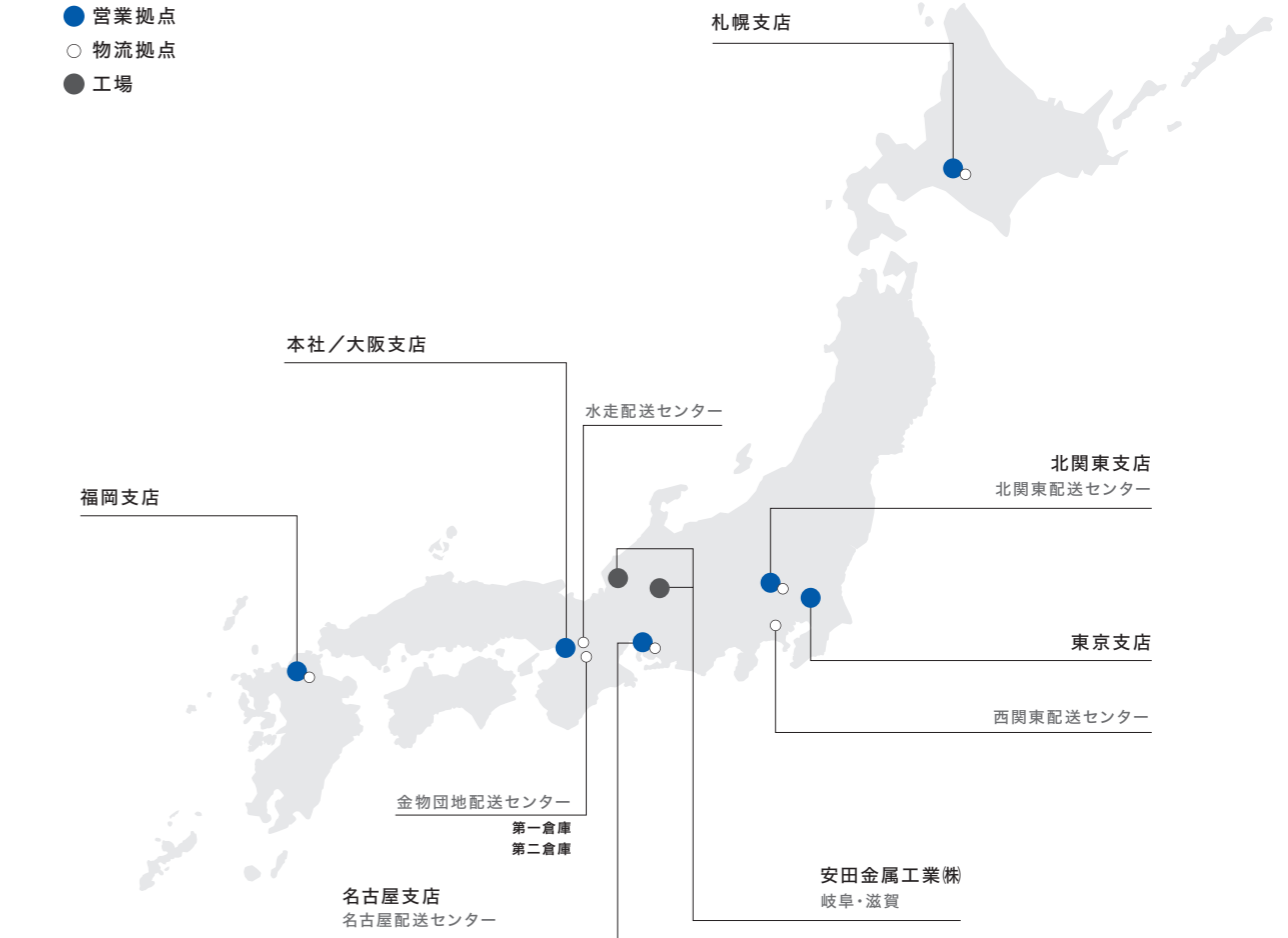 営業拠点
物流拠点
工場
札幌支店
本社／大阪支店
水走配送センター
北関東支店
北関東配送センター
福岡支店
東京支店
西関東配送センター
金物団地配送センター
第一倉庫
第二倉庫
安田金属工業㈱
岐阜・滋賀
名古屋支店
名古屋配送センター